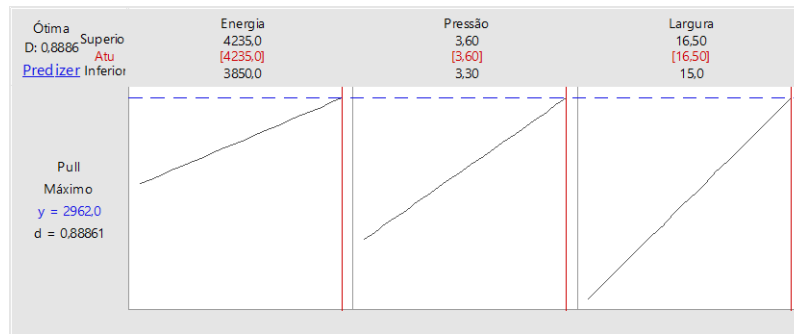 Ótima
D: 0,8886
Predizer
Superio
Atu
Inferior
Energia
4235,0
[4235,0]
3850,0
Pressão
3,60
[3,60]
3,30
Largura
16,50
[16,50]
15,0
Pull
Máximo
y = 2962,0
d = 0,88861